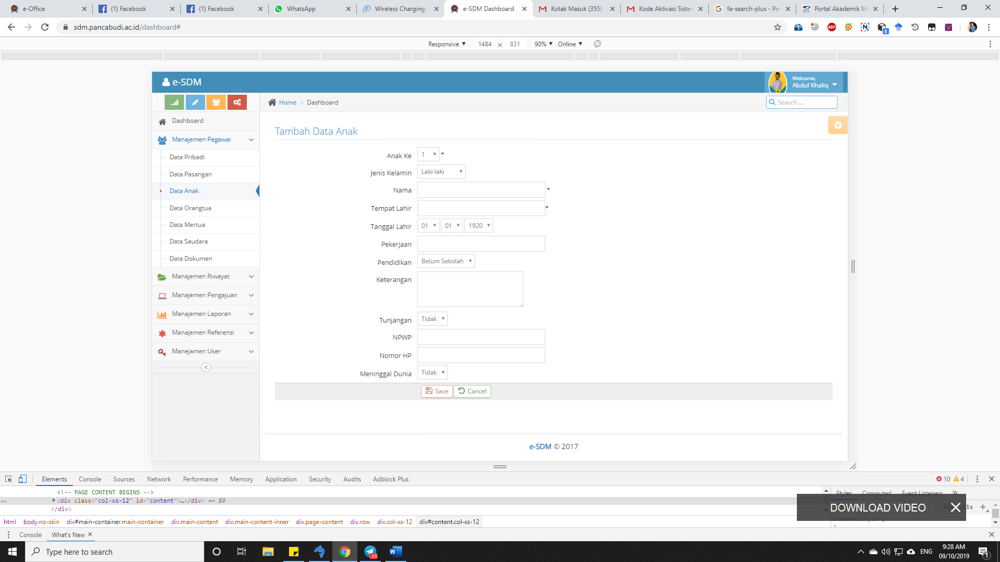 e-Office
(1) Facebook
(1) Facebook
WhatsApp
Wireless Charging:
e-SDM Dashboard
Kotak Masuk (355)
Kode Aktivasi Sistem
fa-search-plus - Per
Portal Akademik
sdm.pancabudi.ac.id/dashboard#
Responsive ▼ 1484 × 831 90% ▼ Online ▼
e-SDM
Welcome,
Abdul Khaliq
Home > Dashboard
Search ...
Dashboard
Manajemen Pegawai
Data Pribadi
Data Pasangan
Data Anak
Data Orangtua
Data Mertua
Data Saudara
Data Dokumen
Manajemen Riwayat
Manajemen Pengajuan
Manajemen Laporan
Manajemen Referensi
Manejamen User
Tambah Data Anak
Anak Ke 1 *
Jenis Kelamin Laki-laki
Nama *
Tempat Lahir *
Tanggal Lahir 01 01 1920
Pekerjaan
Pendidikan Belum Sekolah
Keterangan
Tunjangan Tidak
NPWP
Nomor HP
Meninggal Dunia Tidak
Save Cancel
e-SDM © 2017
Elements Console Sources Network Performance Memory Application Security Audits Adblock Plus 10 4
<!-- PAGE CONTENT BEGINS -->
<div class="col-xs-12" id="content">…</div> == $0
</div>
Styles Computed Event Listeners »
DOWNLOAD VIDEO
.cls +
element.style {
html body.no-skin div#main-container.main-container div.main-content div.main-content-inner div.page-content div.row div.col-xs-12 div#content.col-xs-12
Console What's New ×
Type here to search
55
ENG
9:28 AM
09/10/2019
1